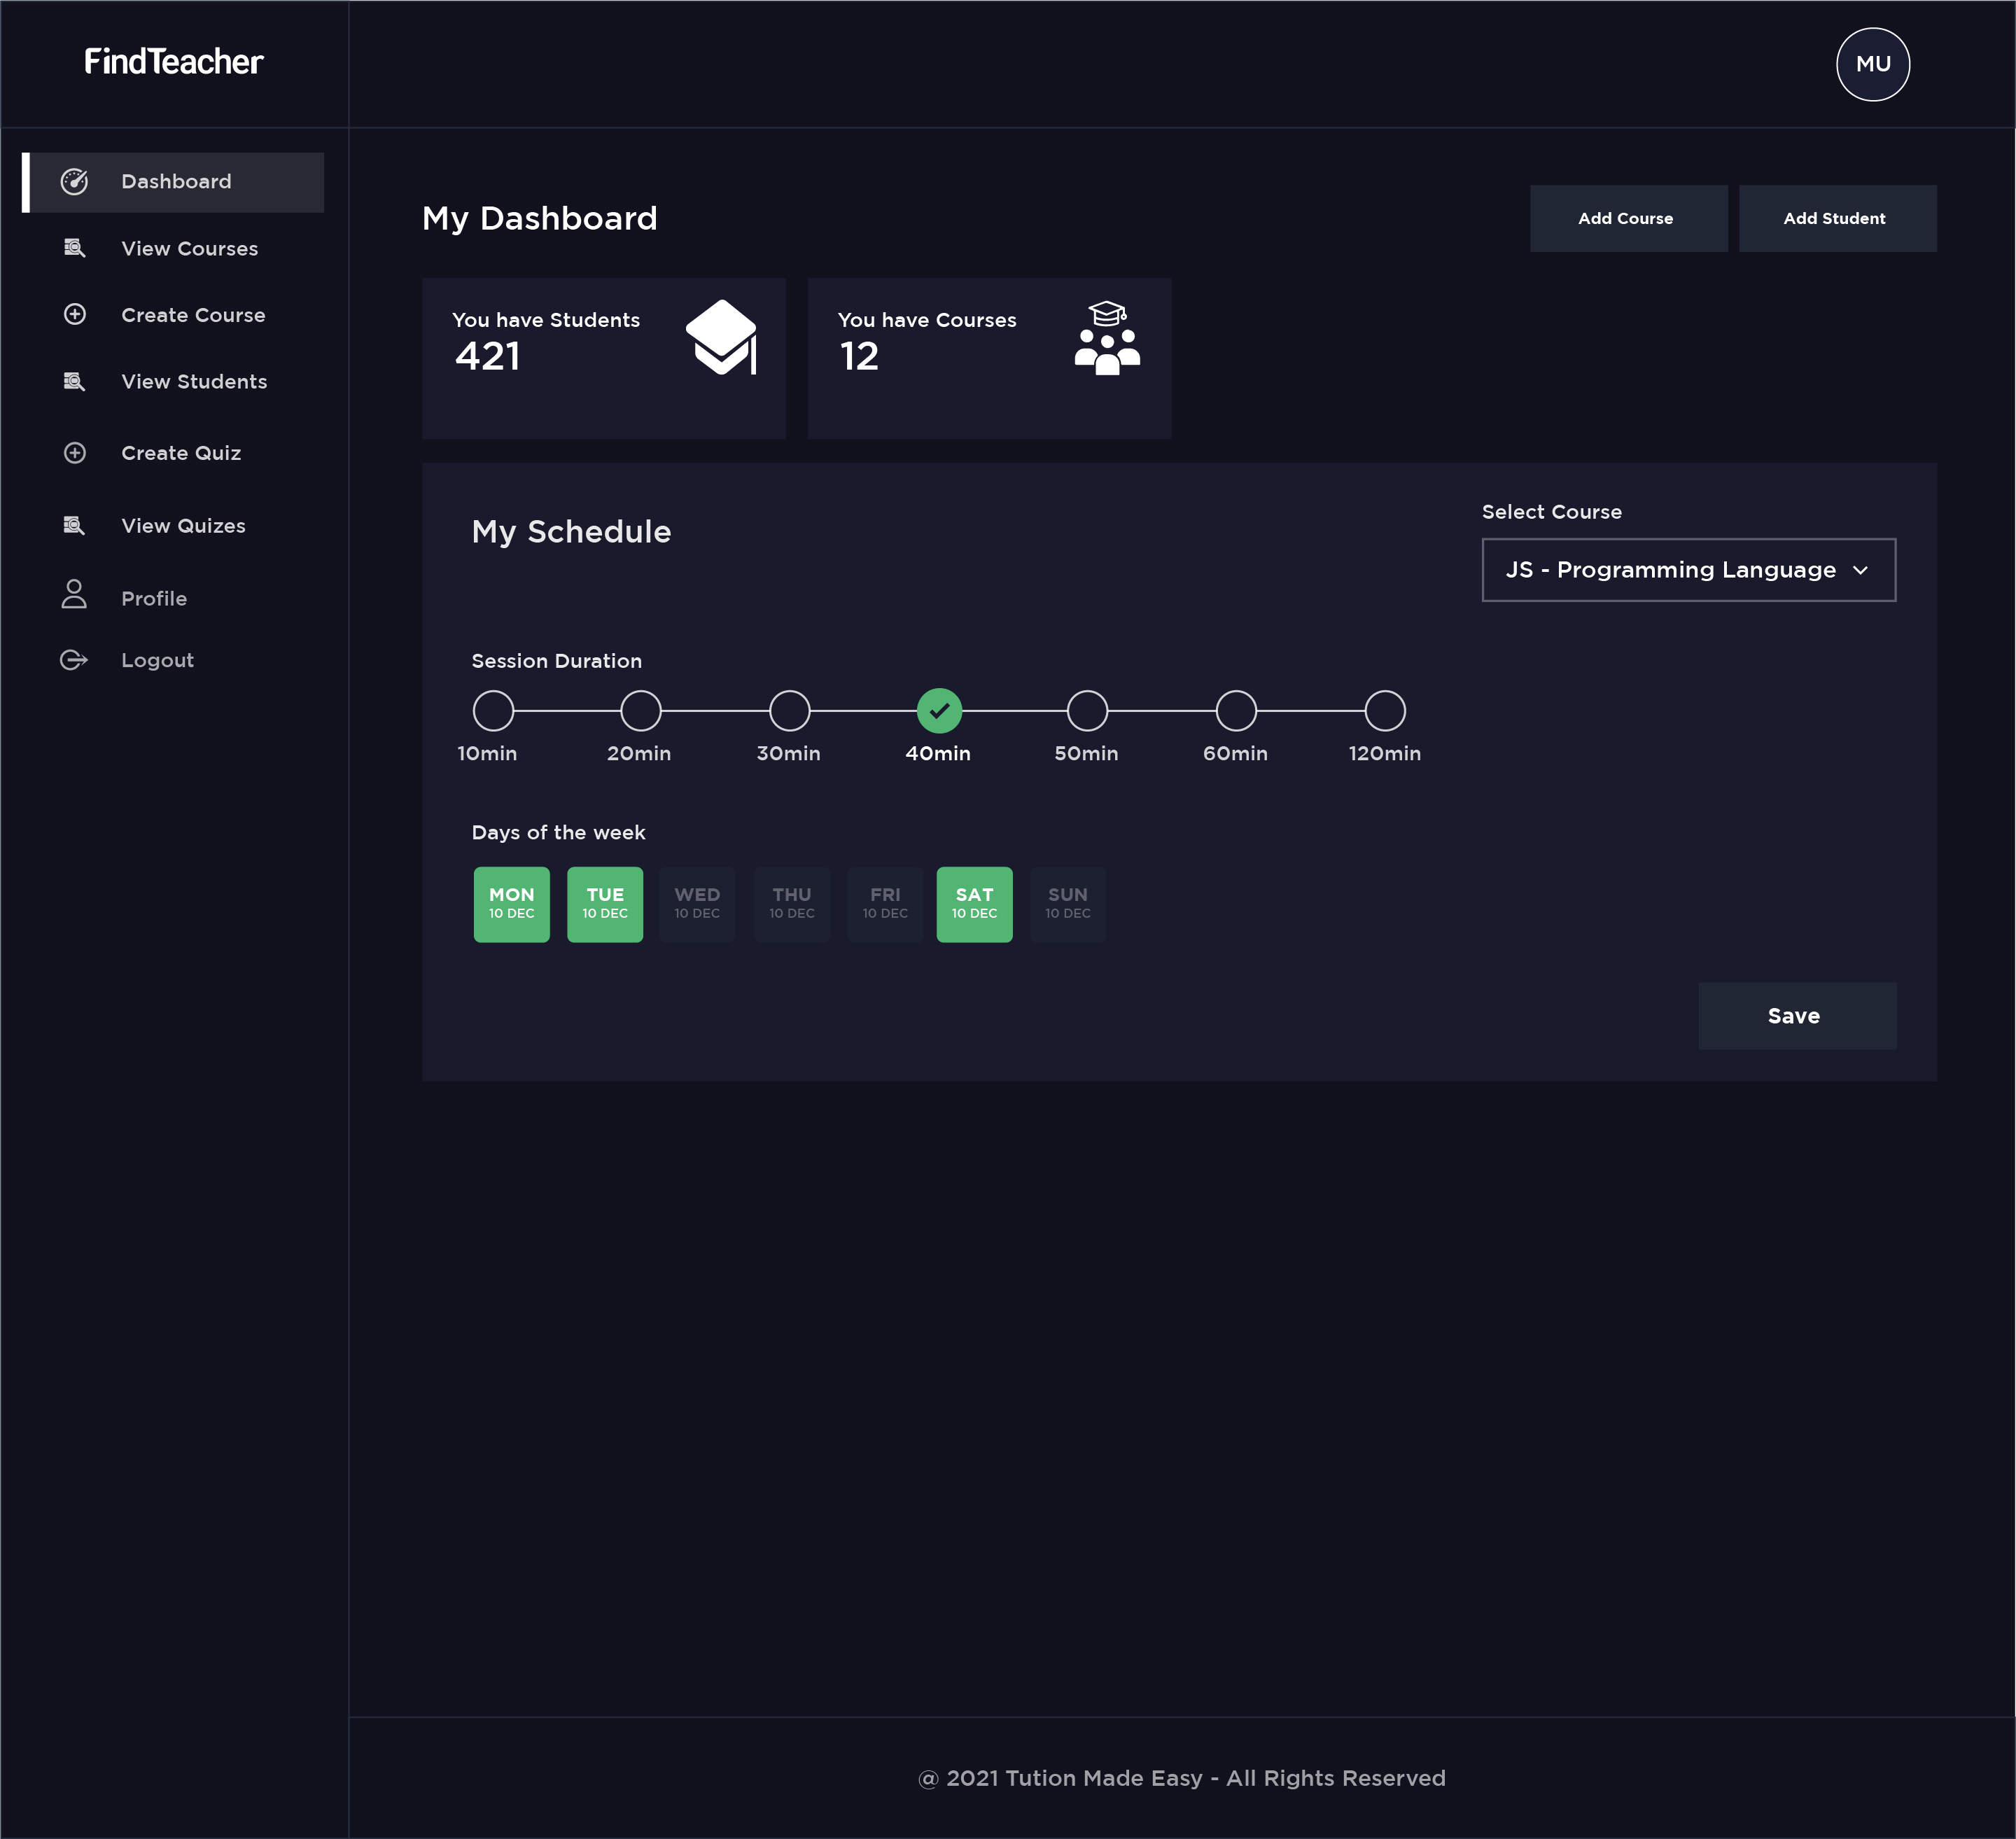 FindTeacher
MU
Dashboard
View Courses
Create Course
View Students
Create Quiz
View Quizes
Profile
Logout
My Dashboard
Add Course
Add Student
You have Students
421
You have Courses
12
My Schedule
Select Course
JS - Programming Language
Session Duration
10min 20min 30min 40min 50min 60min 120min
Days of the week
MON TUE WED THU FRI SAT SUN
10 DEC 10 DEC 10 DEC 10 DEC 10 DEC 10 DEC 10 DEC
Save
@ 2021 Tution Made Easy - All Rights Reserved